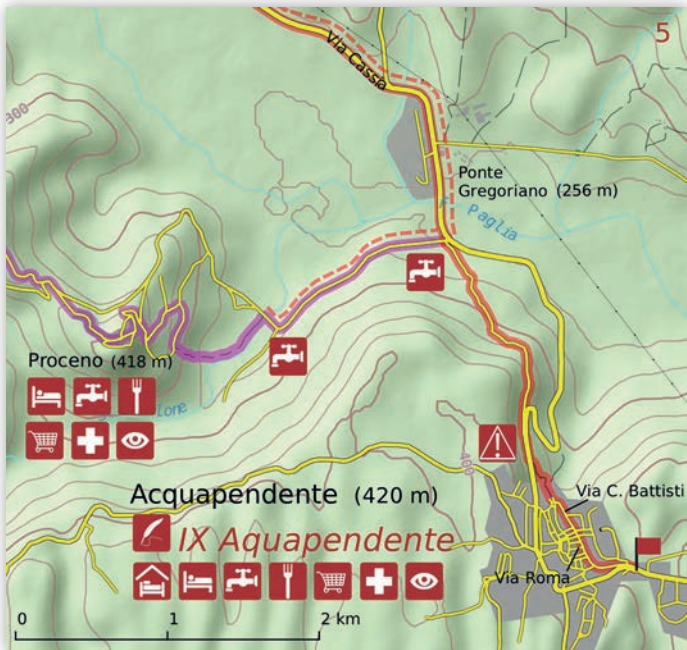 5
Via Cassia
300
Ponte
Gregoriano (256 m)
F. Paglia
Proceno (418 m)
400
Acquapendente (420 m)
IX Aquapendente
Via C. Battisti
Via Roma
0 1 2 km